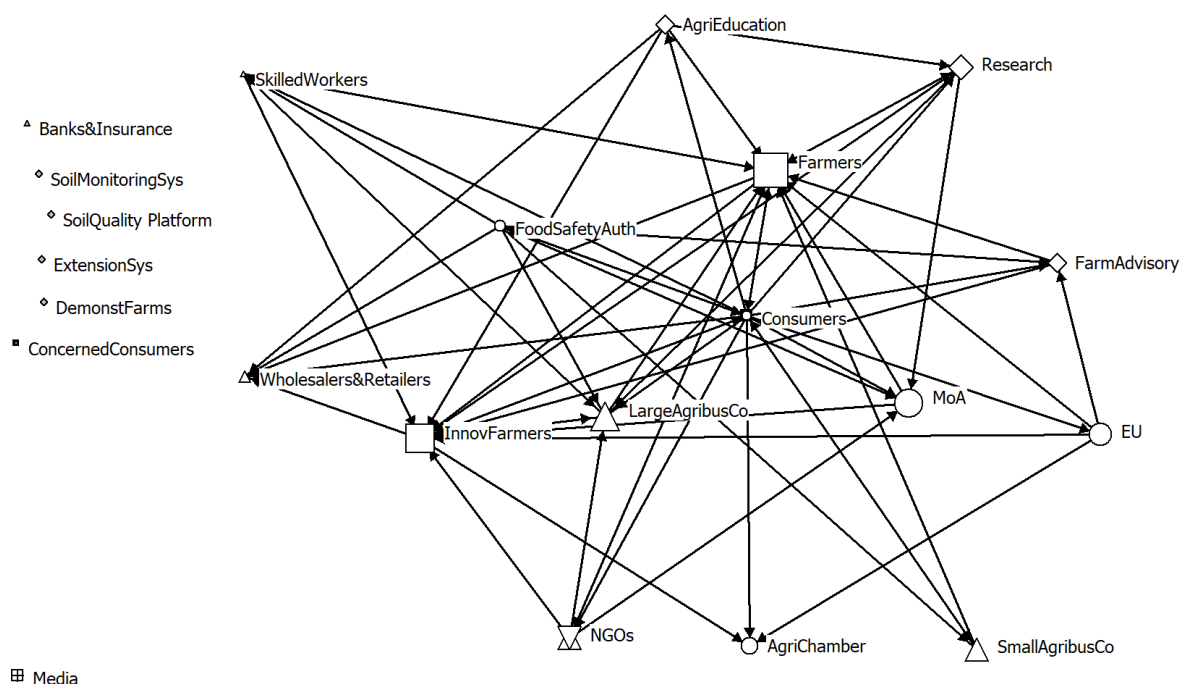 AgriEducation
Research
SkilledWorkers
Banks&Insurance
Farmers
SoilMonitoringSys
SoilQuality Platform
FoodSafetyAuth
ExtensionSys
FarmAdvisory
DemonstFarms
Consumers
ConcernedConsumers
Wholesalers&Retailers
MoA
LargeAgribusCo
InnovFarmers
EU
NGOs
AgriChamber
SmallAgribusCo
Media